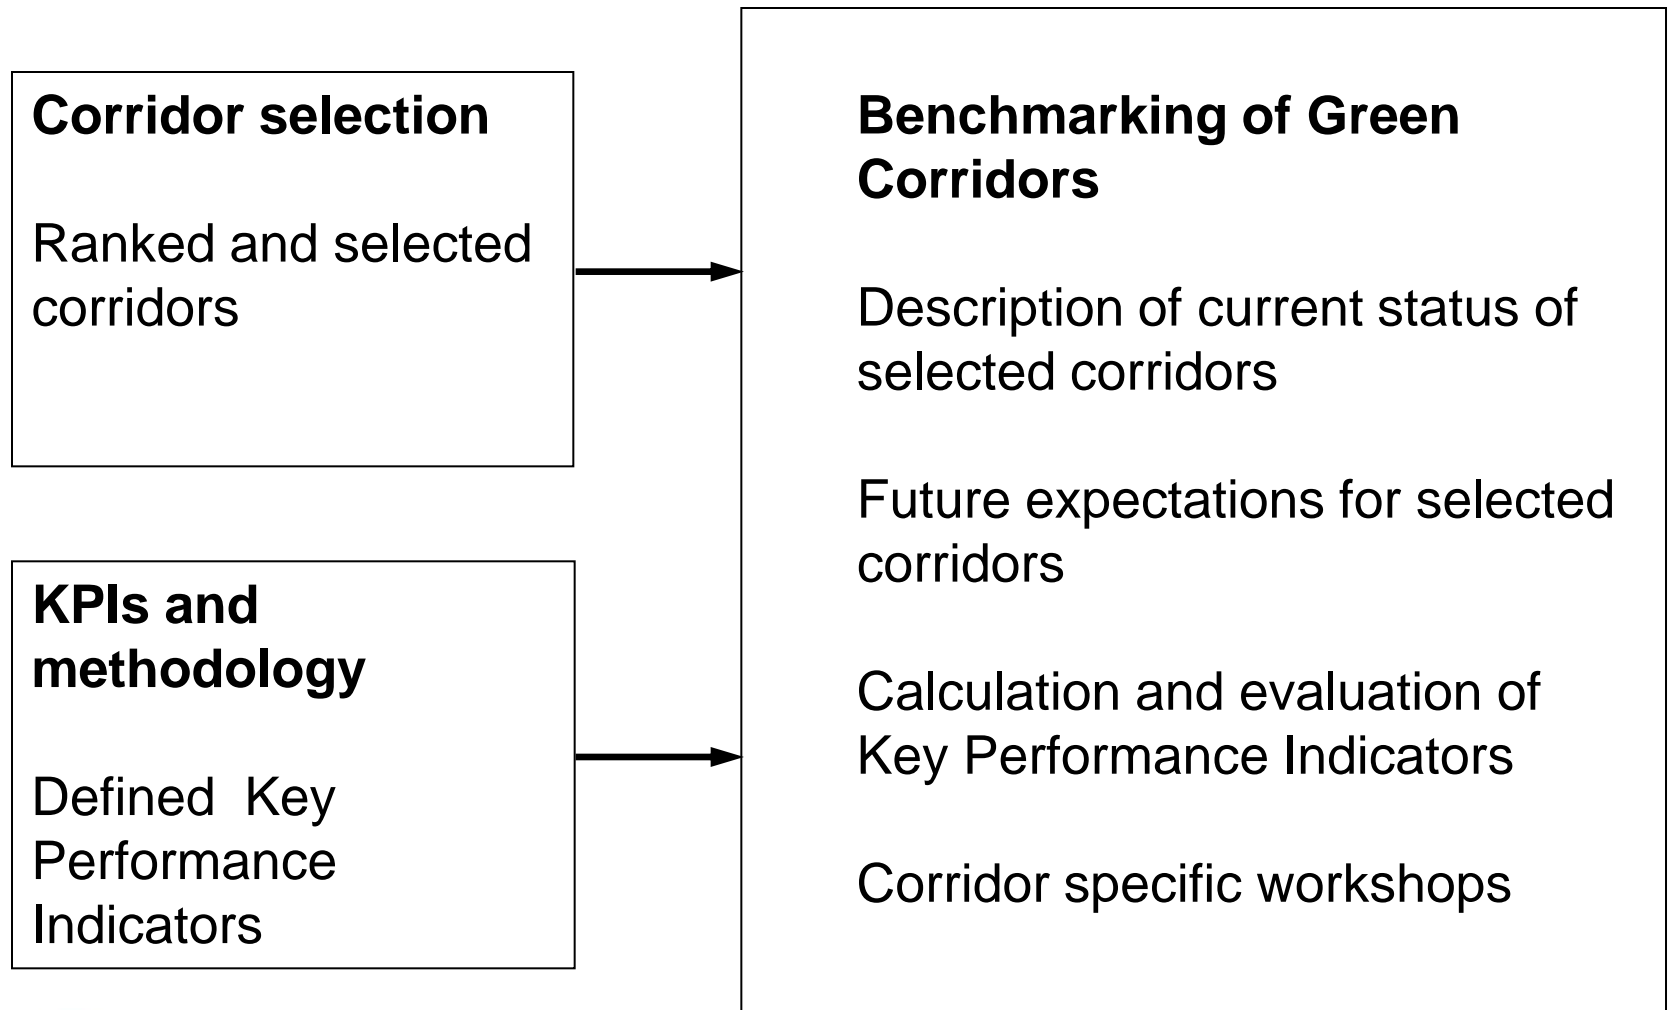 Corridor selection
Ranked and selected
corridors
KPIs and
methodology
Defined  Key
Performance
Indicators
Benchmarking of Green
Corridors
Description of current status of
selected corridors
Future expectations for selected
corridors
Calculation and evaluation of
Key Performance Indicators
Corridor specific workshops